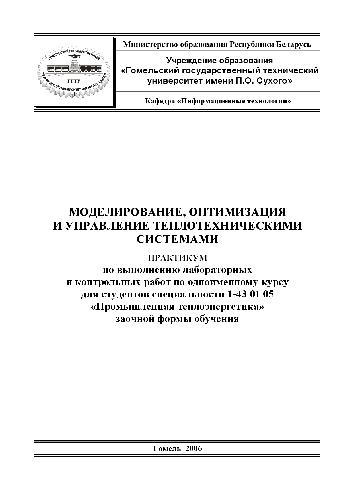 Министерство образования Республики Беларусь
Учреждение образования
«Гомельский государственный технический
университет имени П.О. Сухого»
Кафедра «Информационные технологии»
МОДЕЛИРОВАНИЕ, ОПТИМИЗАЦИЯ
И УПРАВЛЕНИЕ ТЕПЛОТЕХНИЧЕСКИМИ
СИСТЕМАМИ
ПРАКТИКУМ
по выполнению лабораторных
и контрольных работ по одноименному курсу
для студентов специальности 1-43 01 05
«Промышленная теплоэнергетика»
заочной формы обучения
Гомель 2006